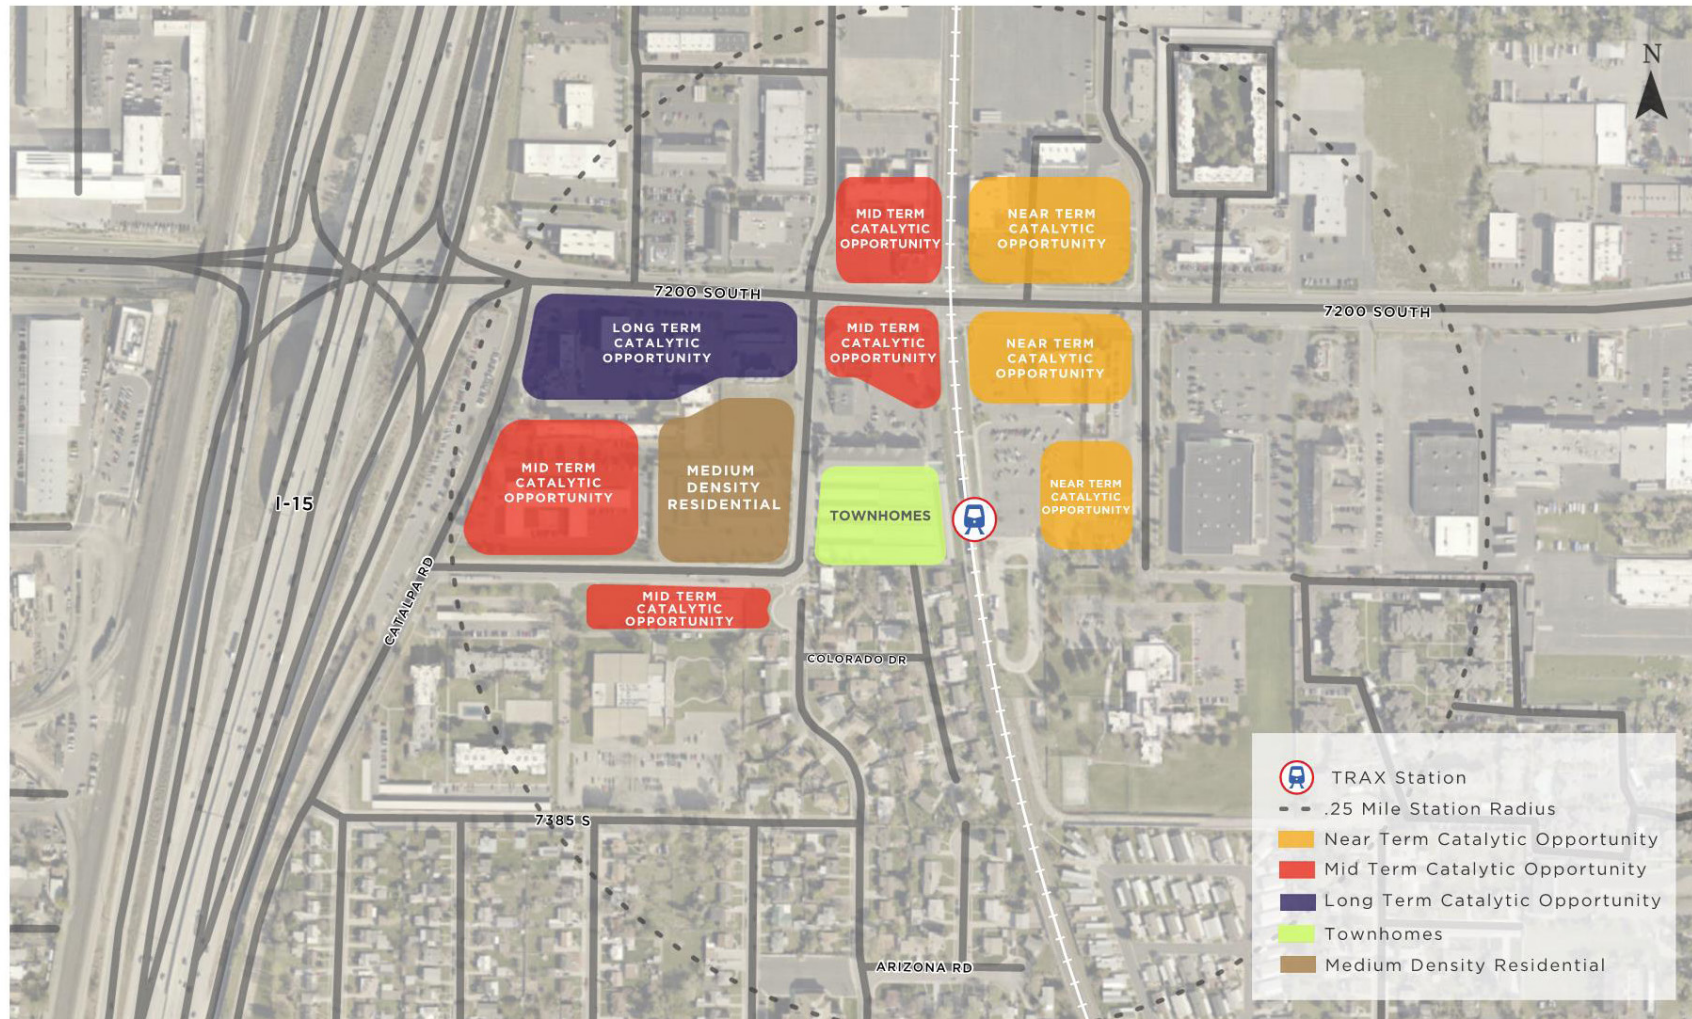 N
MID TERM
CATALYTIC
OPPORTUNITY
NEAR TERM
CATALYTIC
OPPORTUNITY
7200 SOUTH
7200 SOUTH
LONG TERM
CATALYTIC
OPPORTUNITY
MID TERM
CATALYTIC
OPPORTUNITY
NEAR TERM
CATALYTIC
OPPORTUNITY
MID TERM
CATALYTIC
OPPORTUNITY
MEDIUM
DENSITY
RESIDENTIAL
TOWNHOMES
NEAR TERM
CATALYTIC
OPPORTUNITY
I-15
CATALPA RD
MID TERM
CATALYTIC
OPPORTUNITY
COLORADO DR
7385 S
ARIZONA RD
TRAX Station
.25 Mile Station Radius
Near Term Catalytic Opportunity
Mid Term Catalytic Opportunity
Long Term Catalytic Opportunity
Townhomes
Medium Density Residential